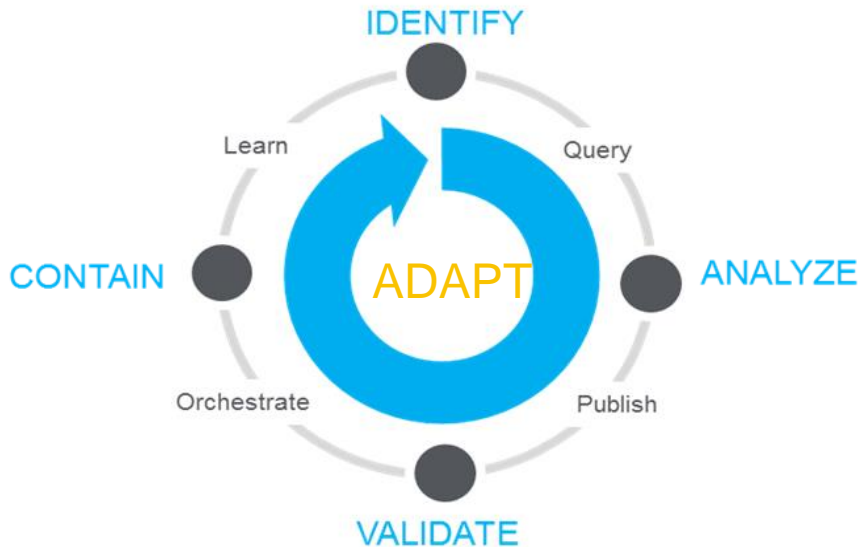 IDENTIFY
Learn
Query
CONTAIN
ADAPT
ANALYZE
Orchestrate
Publish
VALIDATE